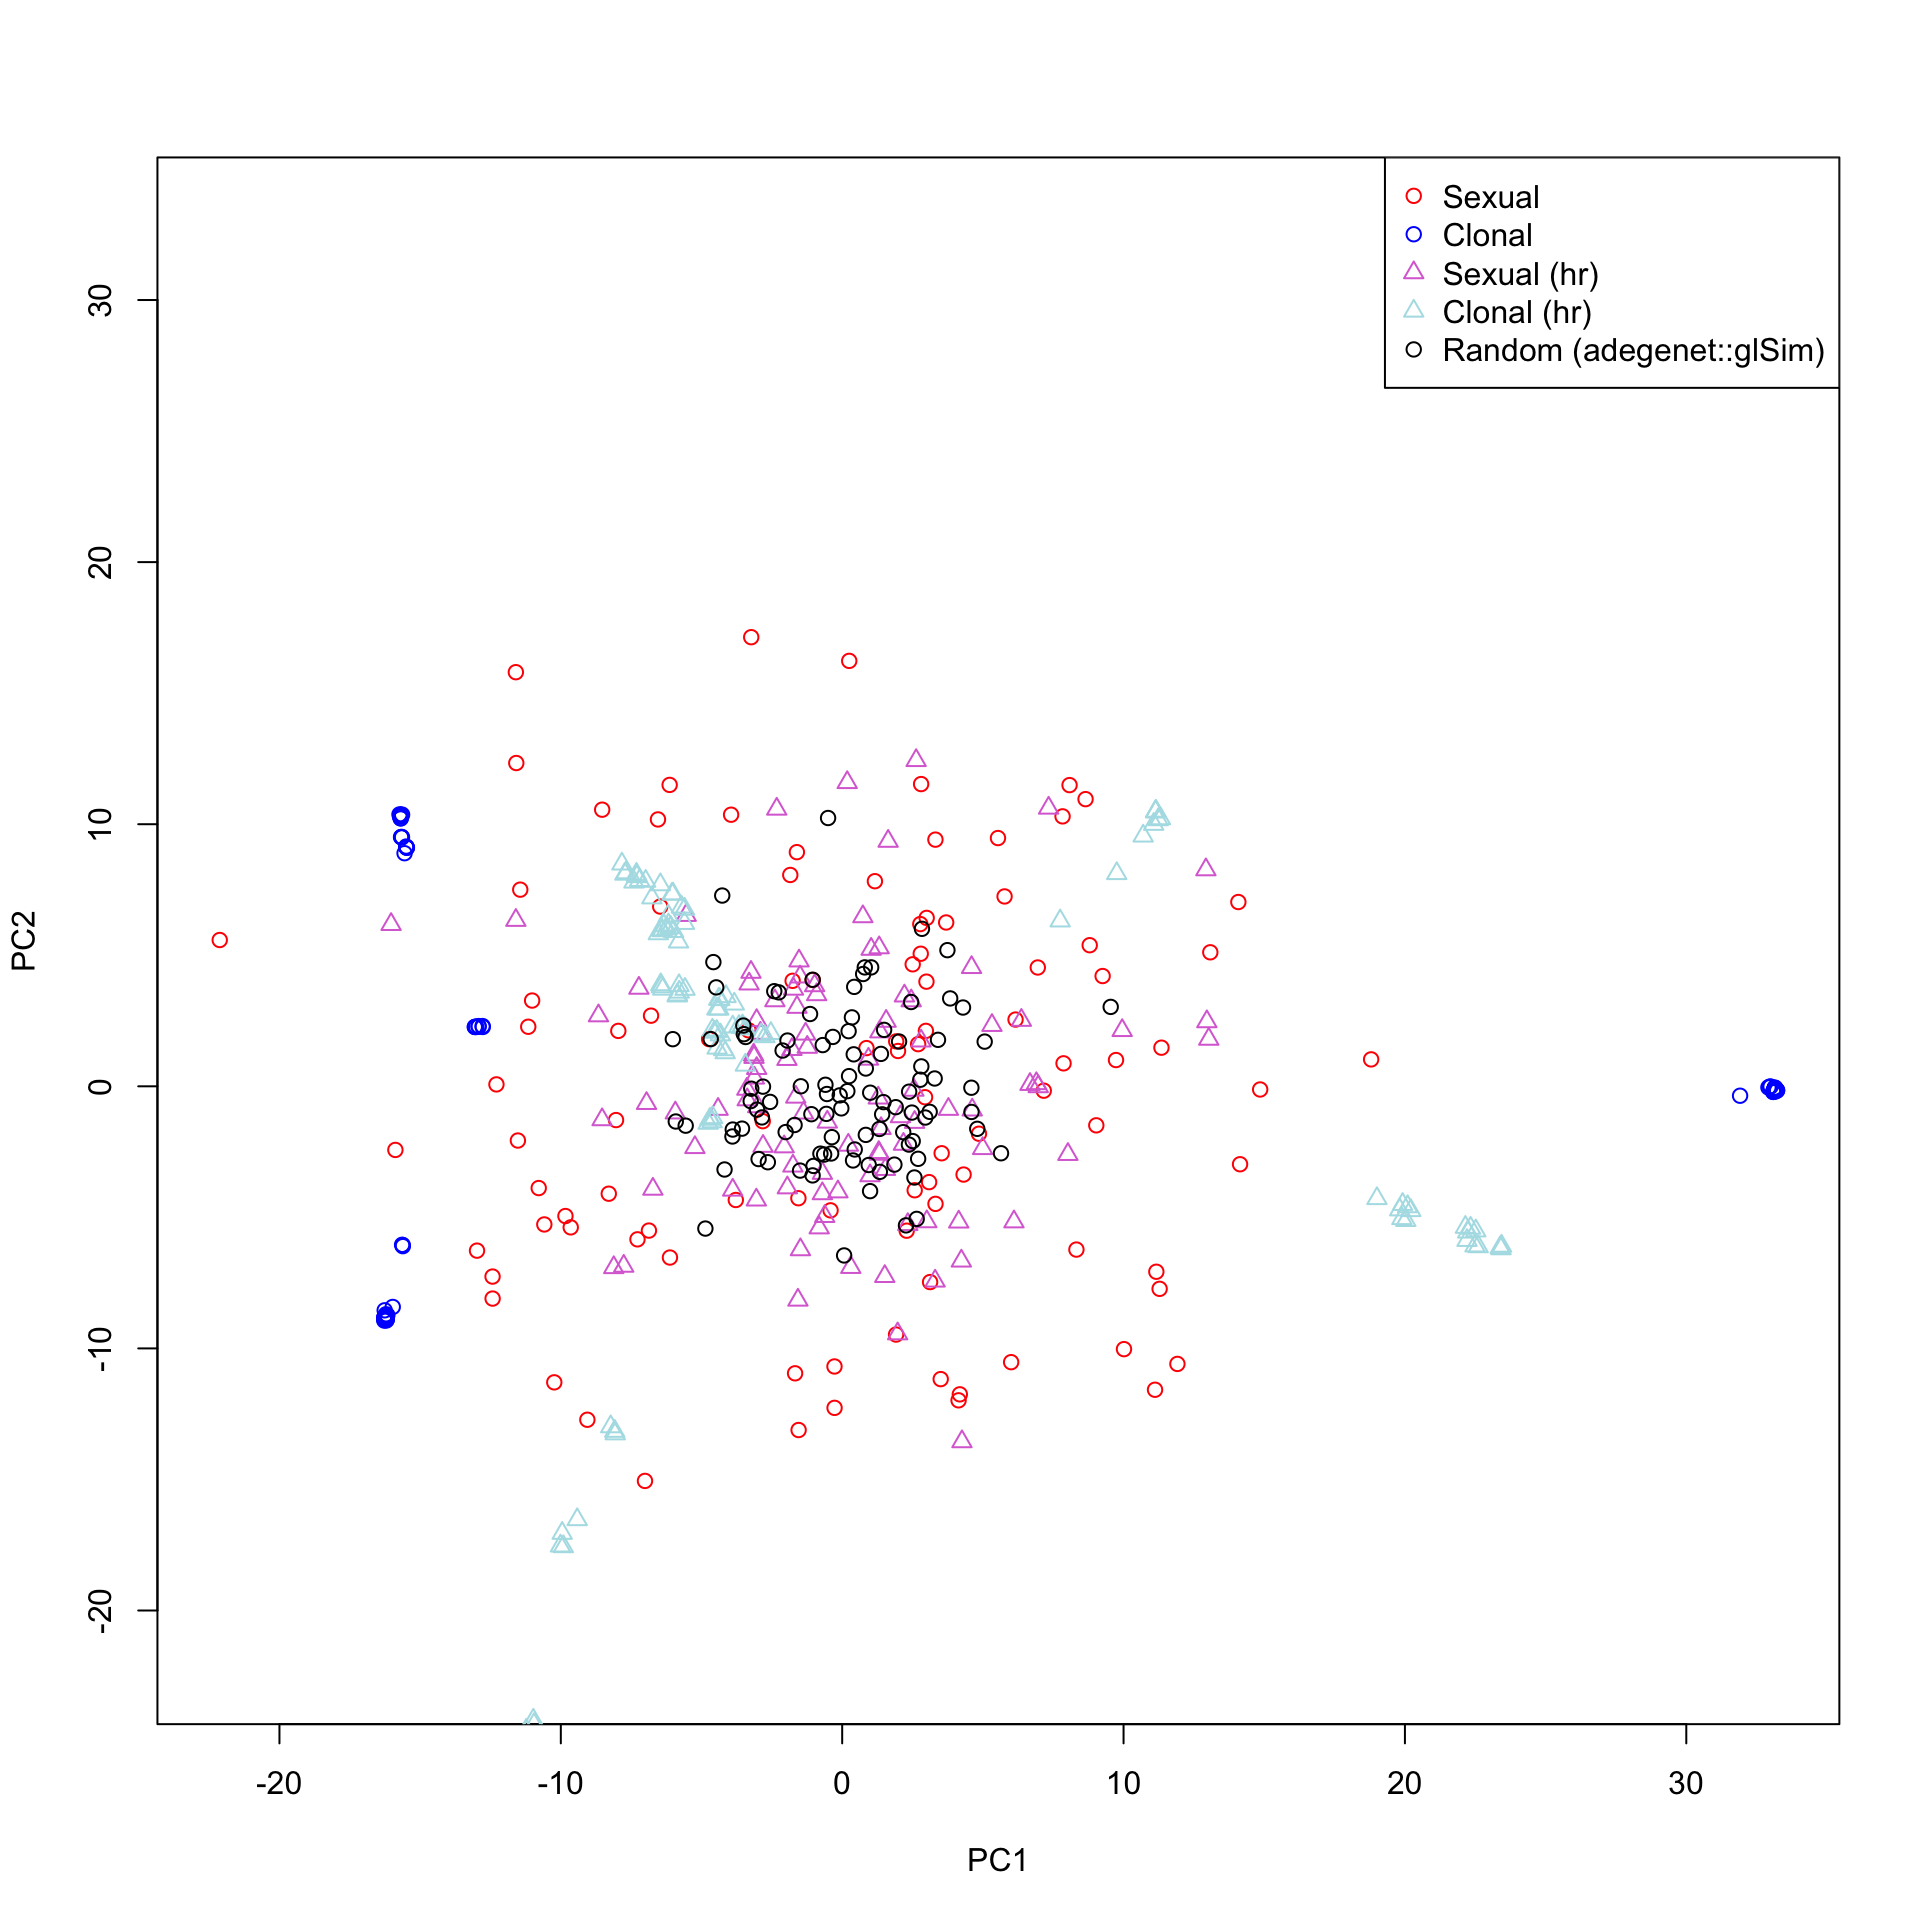 Sexual
Clonal
Sexual (hr)
Clonal (hr)
Random (adegenet::glSim)
PC2
30
20
10
0
-10
-20
-20 -10 0 10 20 30
PC1